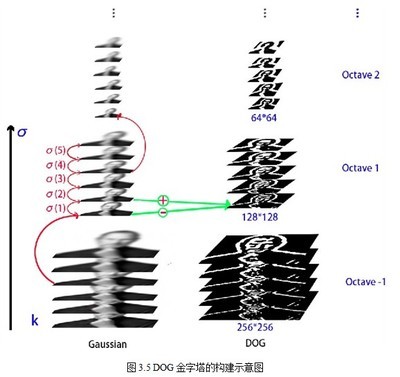 ⋮ ⋮ ⋮
Octave 2
64*64
σ
σ(5)
σ(4)
σ(3)
σ(2)
σ(1)
+
−
Octave 1
128*128
Octave -1
k
256*256
Gaussian DOG
图 3.5 DOG 金字塔的构建示意图